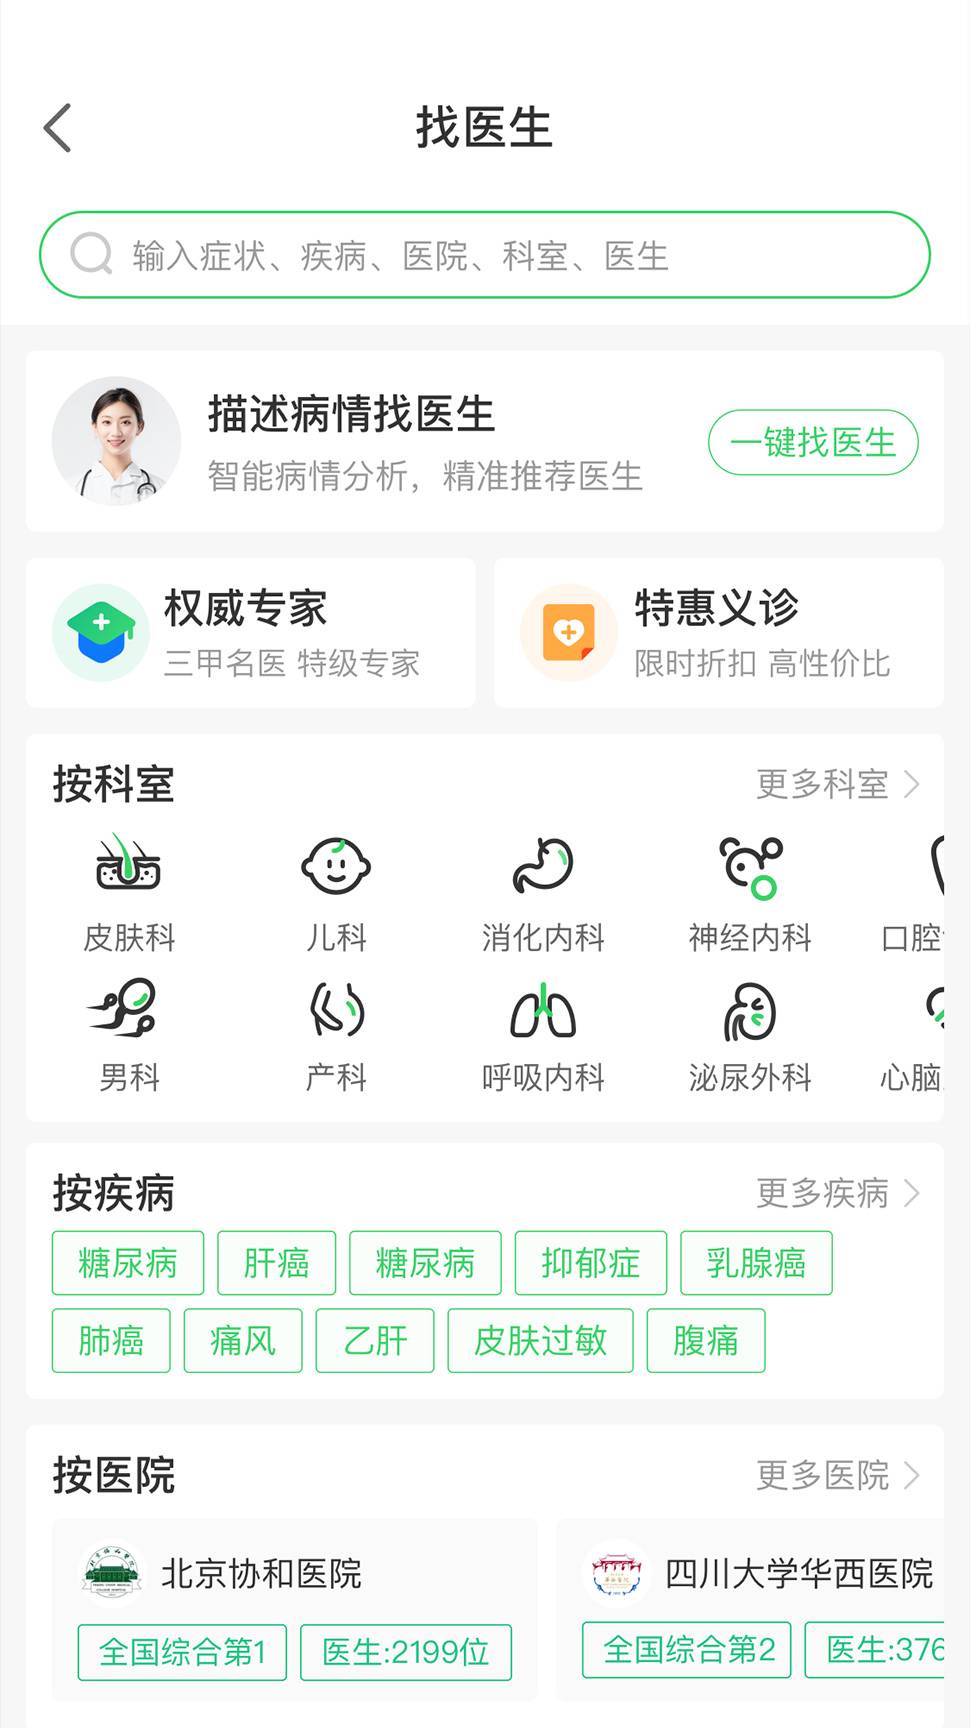 找医生
输入症状、疾病、医院、科室、医生
描述病情找医生
智能病情分析，精准推荐医生
一键找医生
权威专家
三甲名医 特级专家
特惠义诊
限时折扣 高性价比
按科室
更多科室
皮肤科
儿科
消化内科
神经内科
口腔
男科
产科
呼吸内科
泌尿外科
心脑
按疾病
更多疾病
糖尿病
肝癌
糖尿病
抑郁症
乳腺癌
肺癌
痛风
乙肝
皮肤过敏
腹痛
按医院
更多医院
北京协和医院
全国综合第1
医生:2199位
四川大学华西医院
全国综合第2
医生:376